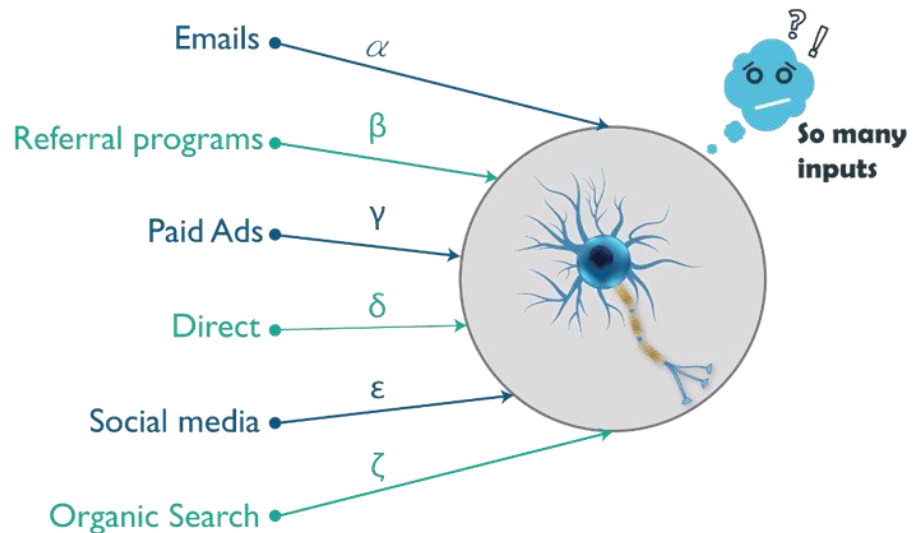 Emails
α
? !
Referral programs
β
So many
inputs
Paid Ads
γ
Direct
δ
Social media
ε
Organic Search
ζ